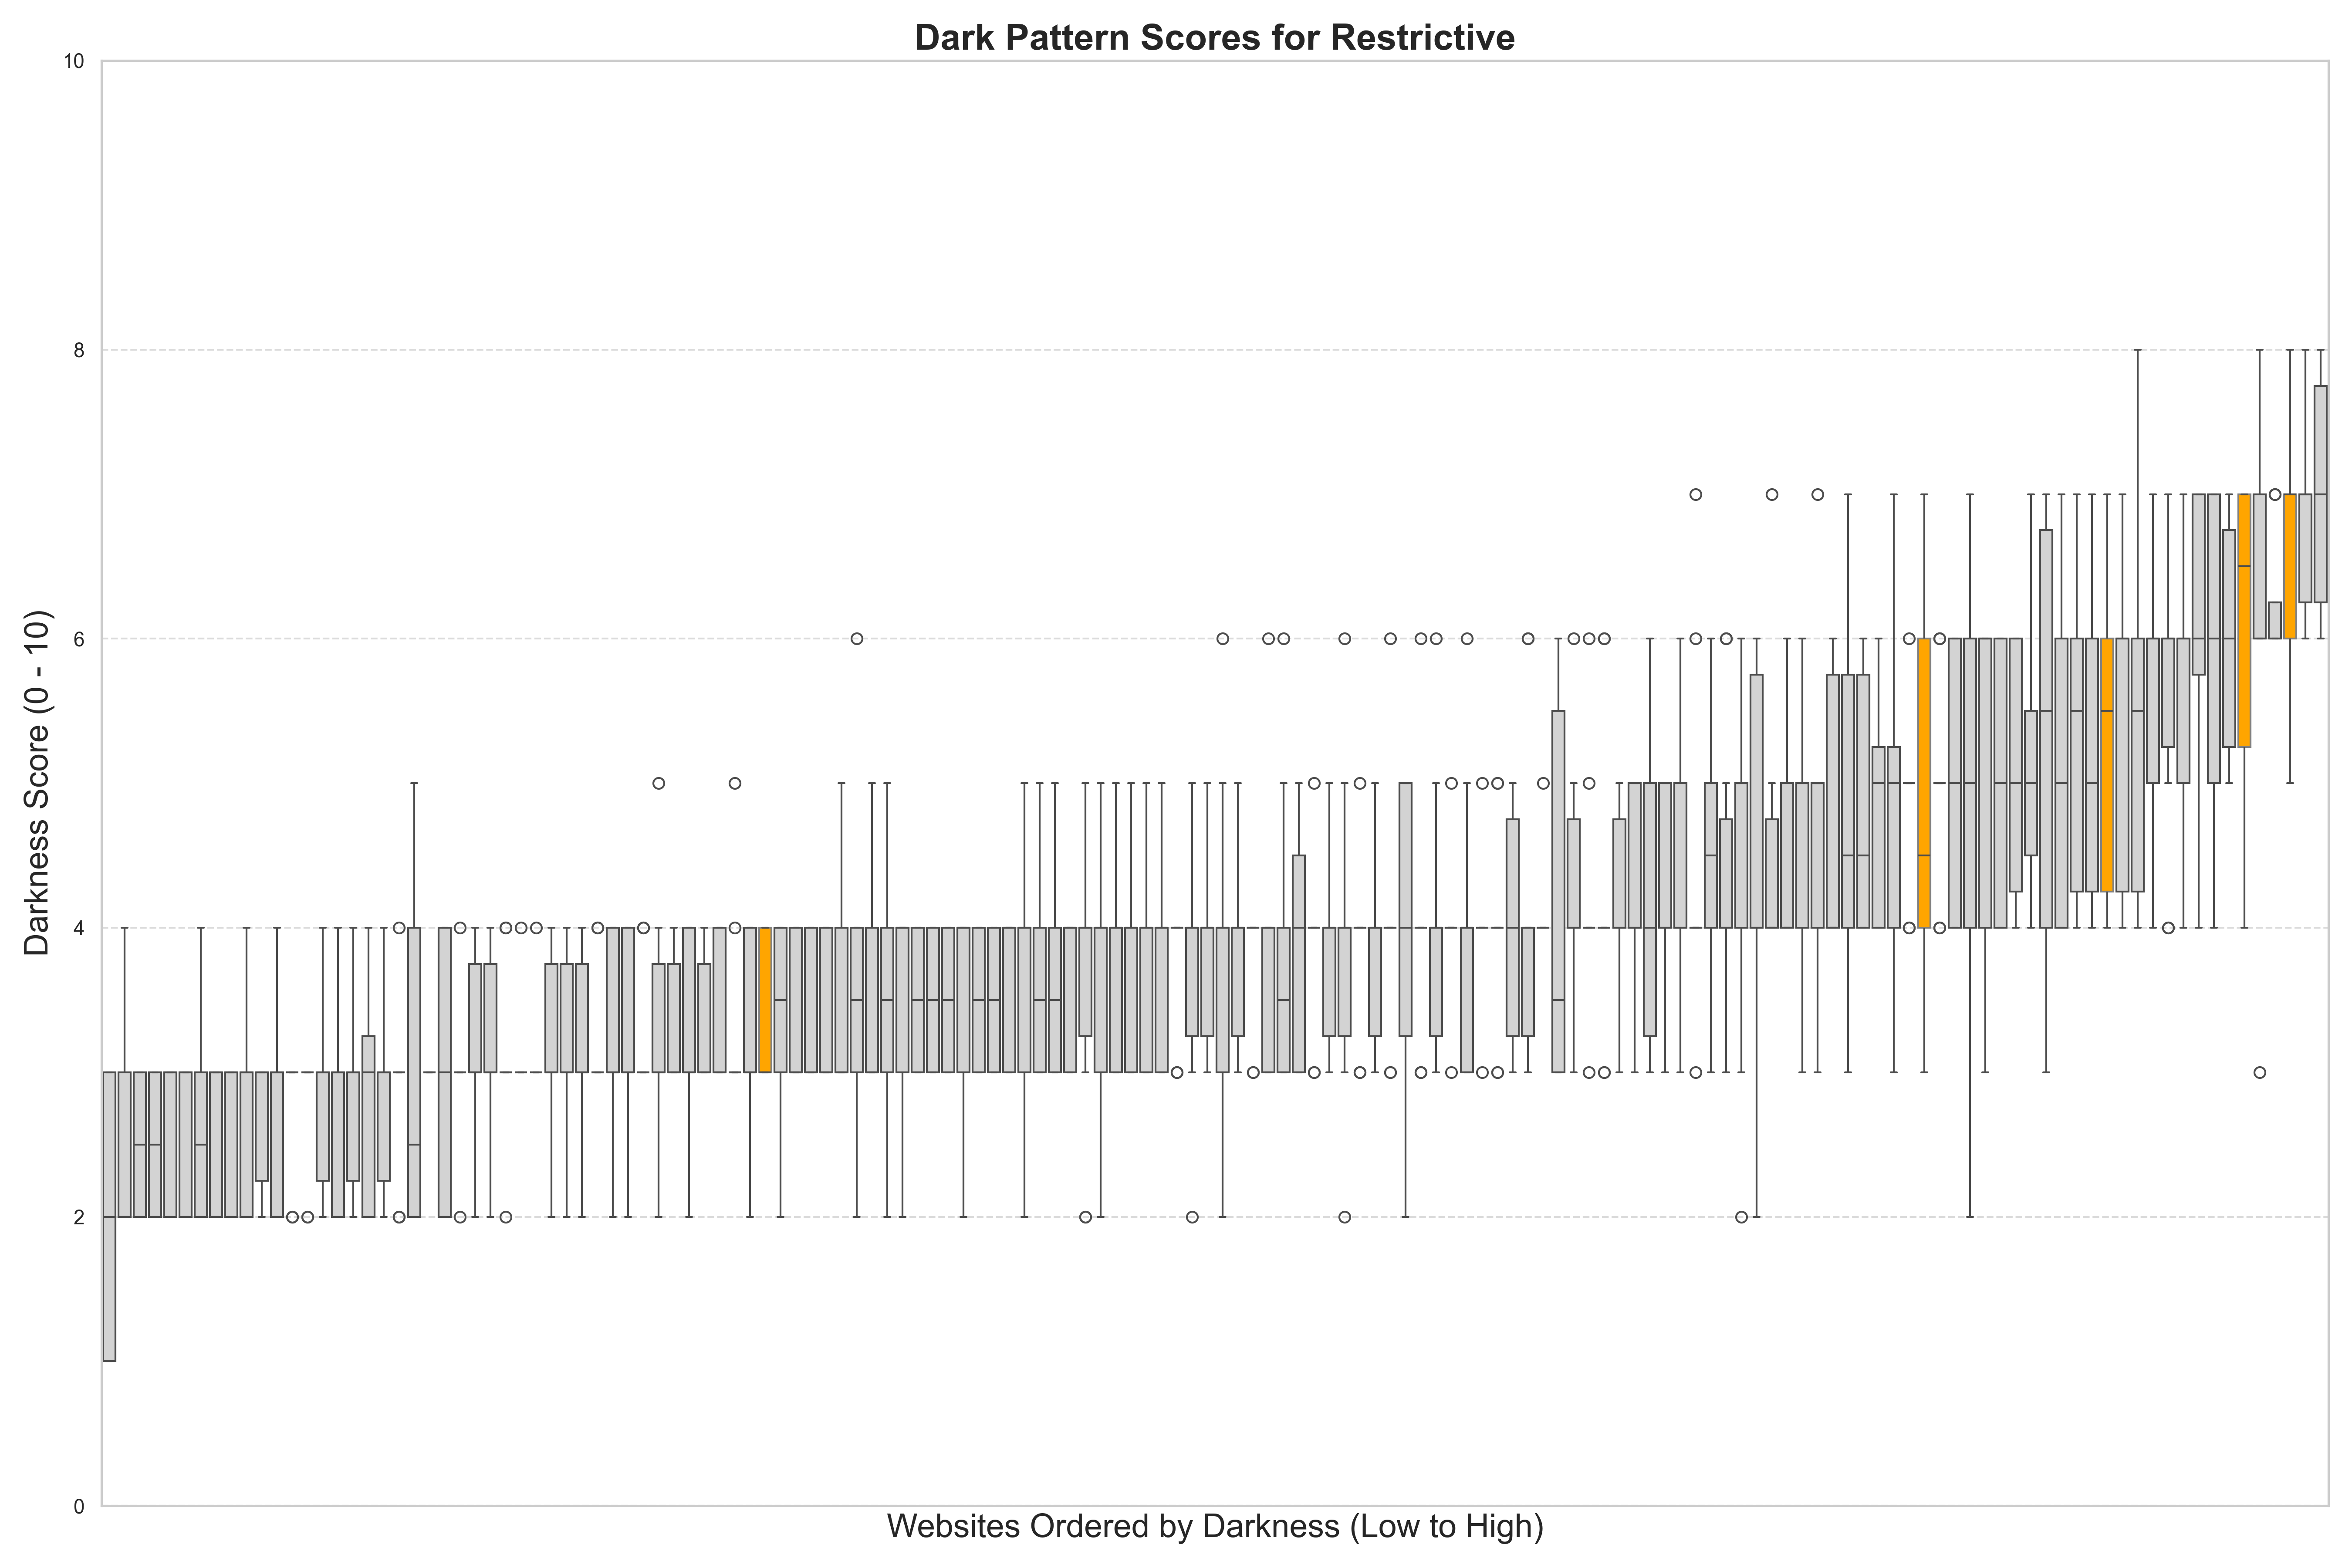 Dark Pattern Scores for Restrictive
10
8
6
4
2
0
Darkness Score (0 - 10)
Websites Ordered by Darkness (Low to High)